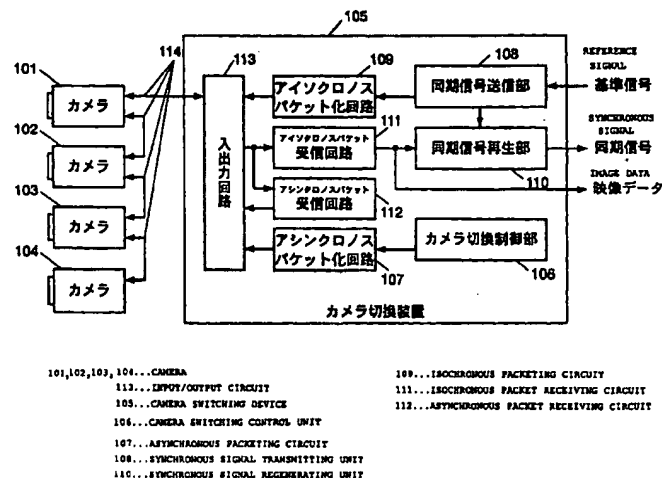 105
114
101
カメラ
102
カメラ
103
カメラ
104
カメラ
113
入出力回路
109
アイソクロノス
パケット化回路
108
同期信号送信部
REFERENCE
SIGNAL
基準信号
111
アイソクロノスパケット
受信回路
同期信号再生部
110
SYNCHRONOUS
SIGNAL
同期信号
IMAGE DATA
映像データ
アシンクロノスパケット
受信回路
112
アシンクロノス
パケット化回路
107
カメラ切換制御部
106
カメラ切換装置
101,102,103,104...CAMERA
113...INPUT/OUTPUT CIRCUIT
105...CAMERA SWITCHING DEVICE
106...CAMERA SWITCHING CONTROL UNIT
107...ASYNCHRONOUS PACKETING CIRCUIT
108...SYNCHRONOUS SIGNAL TRANSMITTING UNIT
110...SYNCHRONOUS SIGNAL REGENERATING UNIT
109...ISOCHRONOUS PACKETING CIRCUIT
111...ISOCHRONOUS PACKET RECEIVING CIRCUIT
112...ASYNCHRONOUS PACKET RECEIVING CIRCUIT